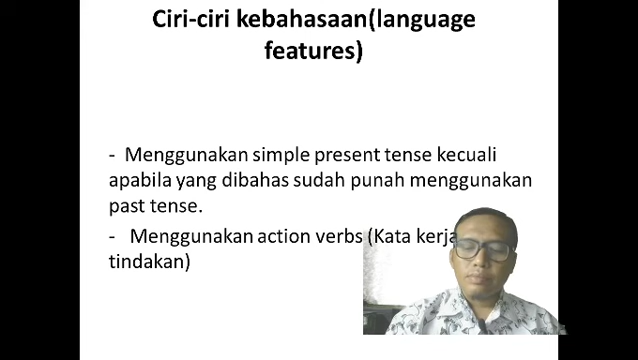 Ciri-ciri kebahasaan(language
features)
- Menggunakan simple present tense kecuali
apabila yang dibahas sudah punah menggunakan
past tense.
- Menggunakan action verbs (Kata kerja
tindakan)